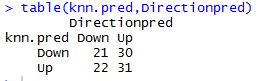 > table(knn.pred,Directionpred)
Directionpred
knn.pred Down Up
Down 21 30
Up 22 31